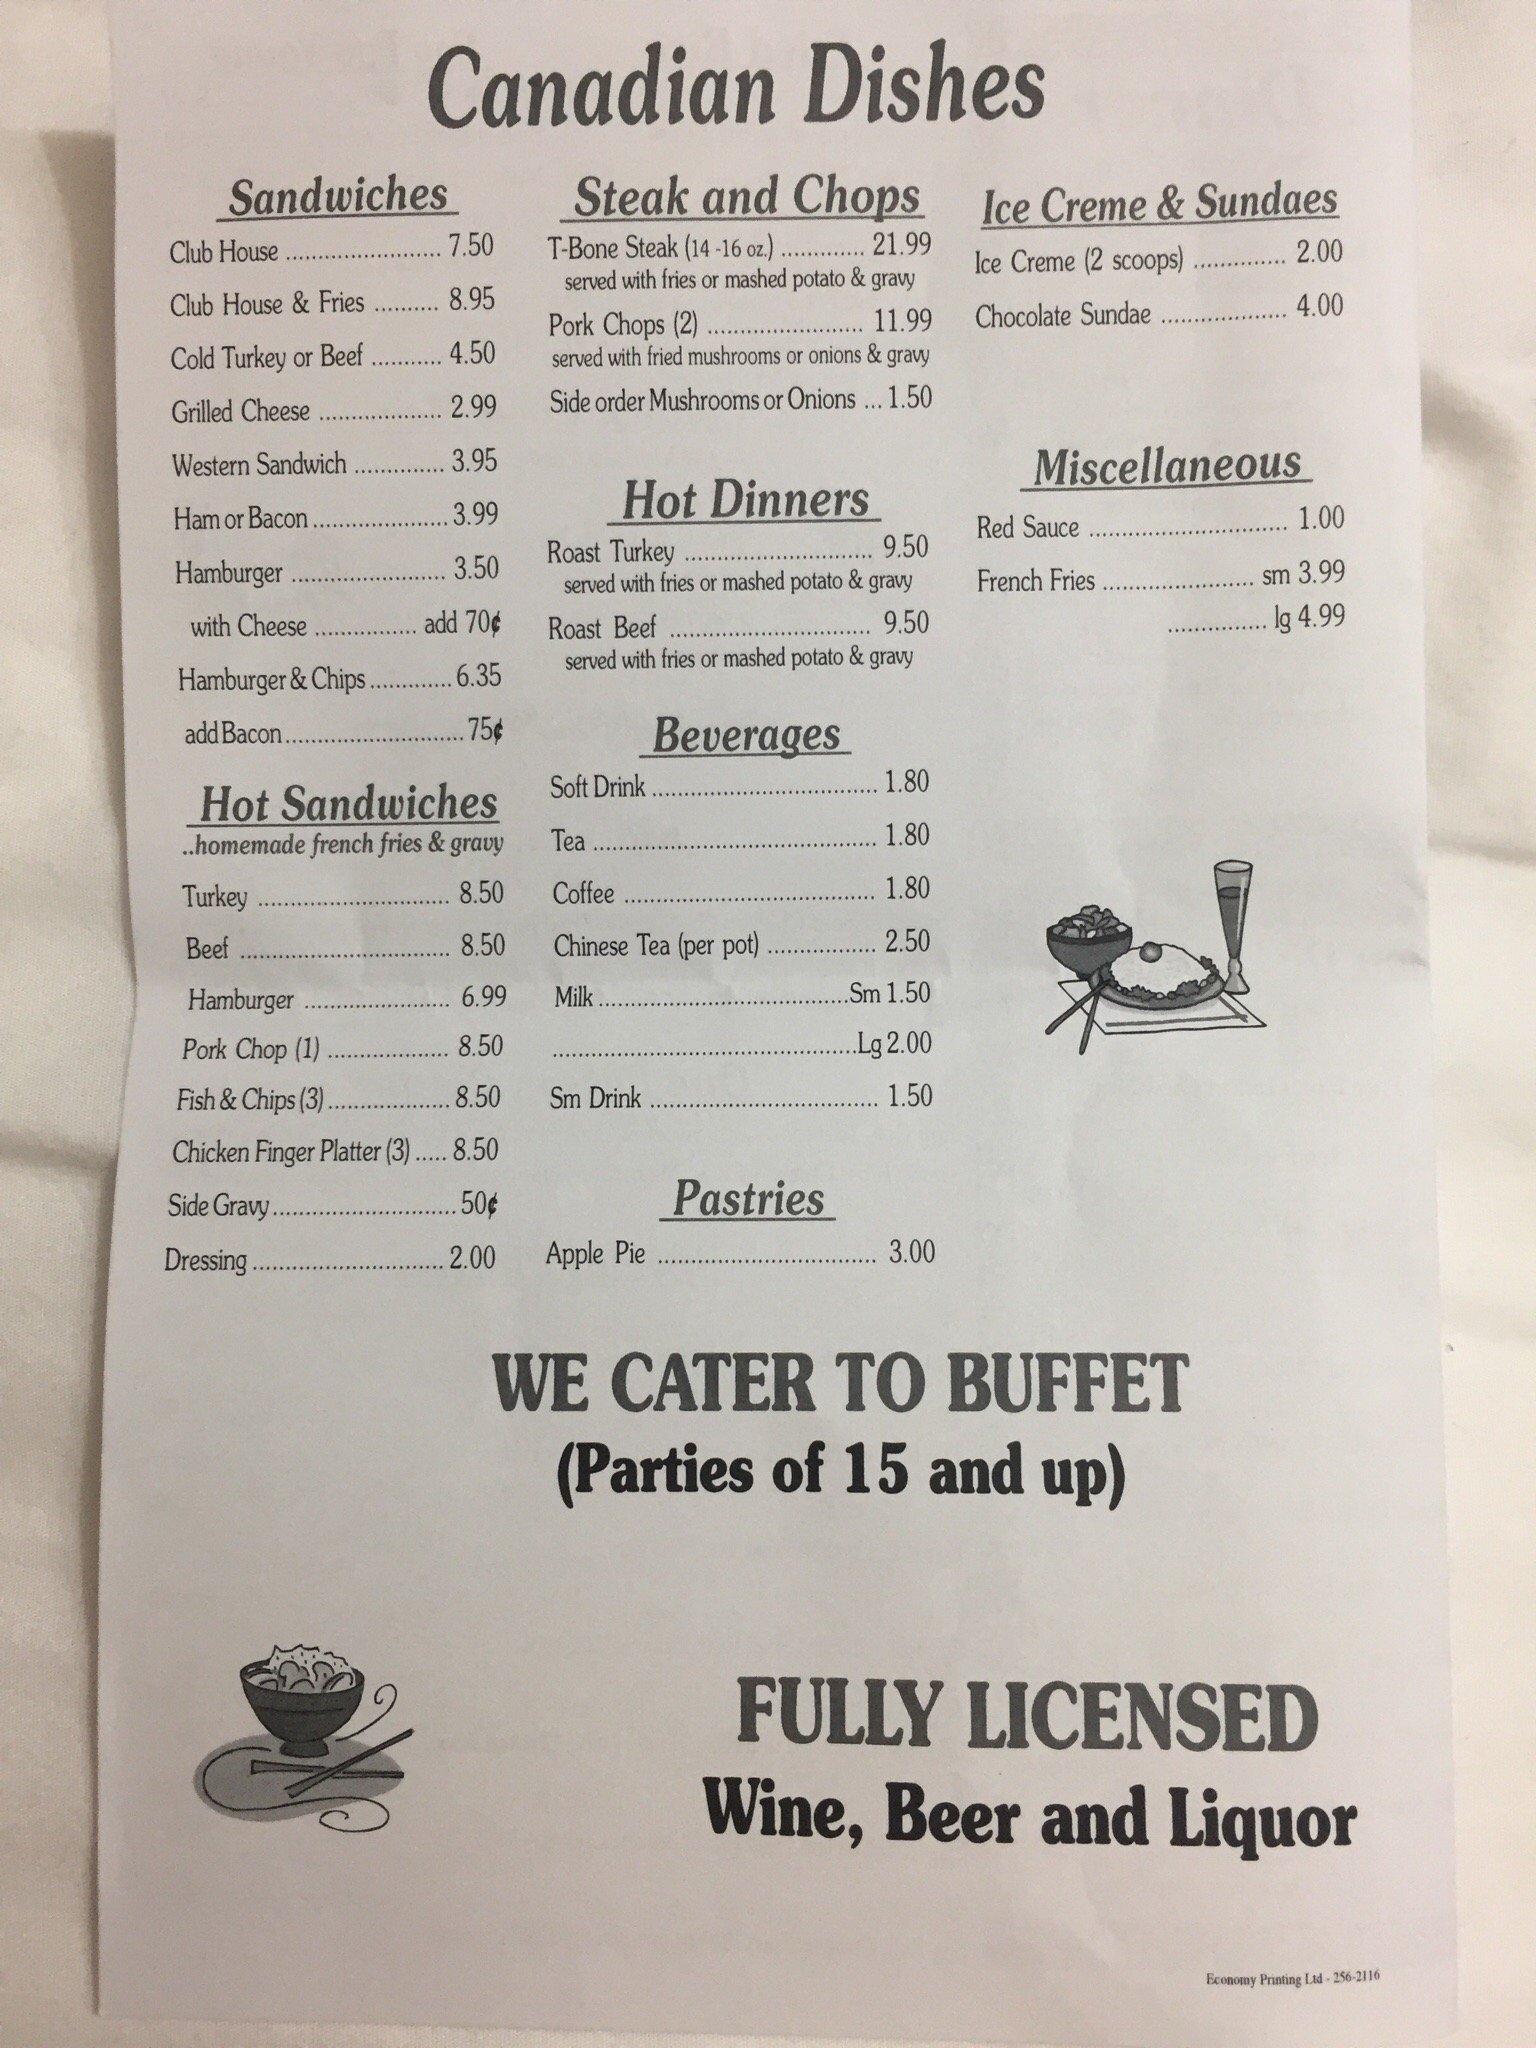 Canadian Dishes
Sandwiches
Club House ........................ 7.50
Club House & Fries .......... 8.95
Cold Turkey or Beef ........... 4.50
Grilled Cheese ................... 2.99
Western Sandwich .............. 3.95
Ham or Bacon ..................... 3.99
Hamburger ........................ 3.50
with Cheese ................ add 70¢
Hamburger & Chips ............. 6.35
add Bacon ............................ 75¢
Hot Sandwiches
..homemade french fries & gravy
Turkey .............................. 8.50
Beef ................................. 8.50
Hamburger ....................... 6.99
Pork Chop (1) ................... 8.50
Fish & Chips (3) ................... 8.50
Chicken Finger Platter (3) ..... 8.50
Side Gravy ............................ 50¢
Dressing .............................. 2.00
Steak and Chops
T-Bone Steak (14 -16 oz.) ............. 21.99
served with fries or mashed potato & gravy
Pork Chops (2) ........................ 11.99
served with fried mushrooms or onions & gravy
Side order Mushrooms or Onions ... 1.50
Hot Dinners
Roast Turkey ............................. 9.50
served with fries or mashed potato & gravy
Roast Beef ............................... 9.50
served with fries or mashed potato & gravy
Beverages
Soft Drink ................................... 1.80
Tea ............................................ 1.80
Coffee ....................................... 1.80
Chinese Tea (per pot) ................. 2.50
Milk ....................................... Sm 1.50
............................................... Lg 2.00
Sm Drink ................................... 1.50
Pastries
Apple Pie .................................. 3.00
Ice Creme & Sundaes
Ice Creme (2 scoops) .............. 2.00
Chocolate Sundae ................... 4.00
Miscellaneous
Red Sauce .............................. 1.00
French Fries ....................... sm 3.99
............... lg 4.99
WE CATER TO BUFFET
(Parties of 15 and up)
FULLY LICENSED
Wine, Beer and Liquor
Economy Printing Ltd - 256-2116